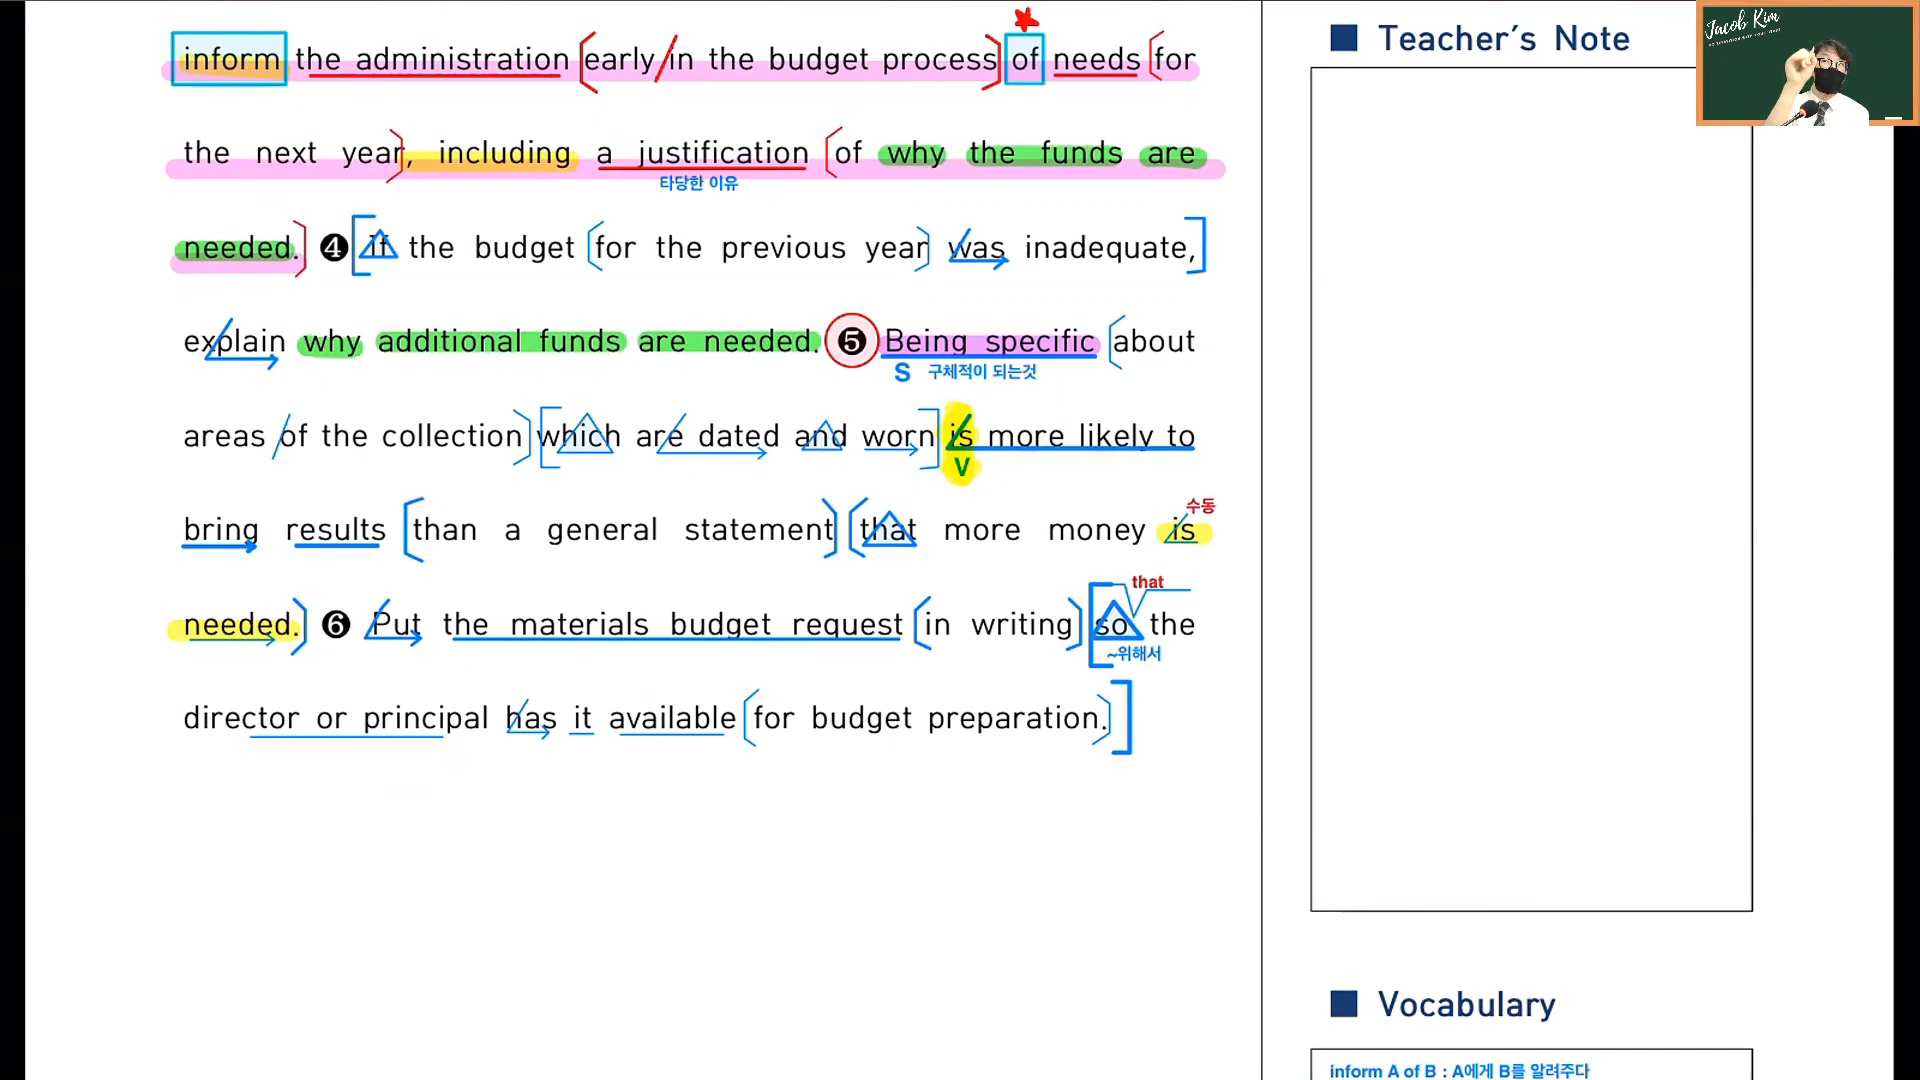 inform the administration early in the budget process of needs for
the next year, including a justification of why the funds are
타당한 이유
needed. ❹ If the budget for the previous year was inadequate,
explain why additional funds are needed. ❺ Being specific about
S 구체적이 되는것
areas of the collection which are dated and worn is more likely to
V
수동
bring results than a general statement that more money is
that
needed. ❻ Put the materials budget request in writing so the
~위해서
director or principal has it available for budget preparation.
Teacher's Note
Jacob Kim
Vocabulary
inform A of B : A에게 B를 알려주다